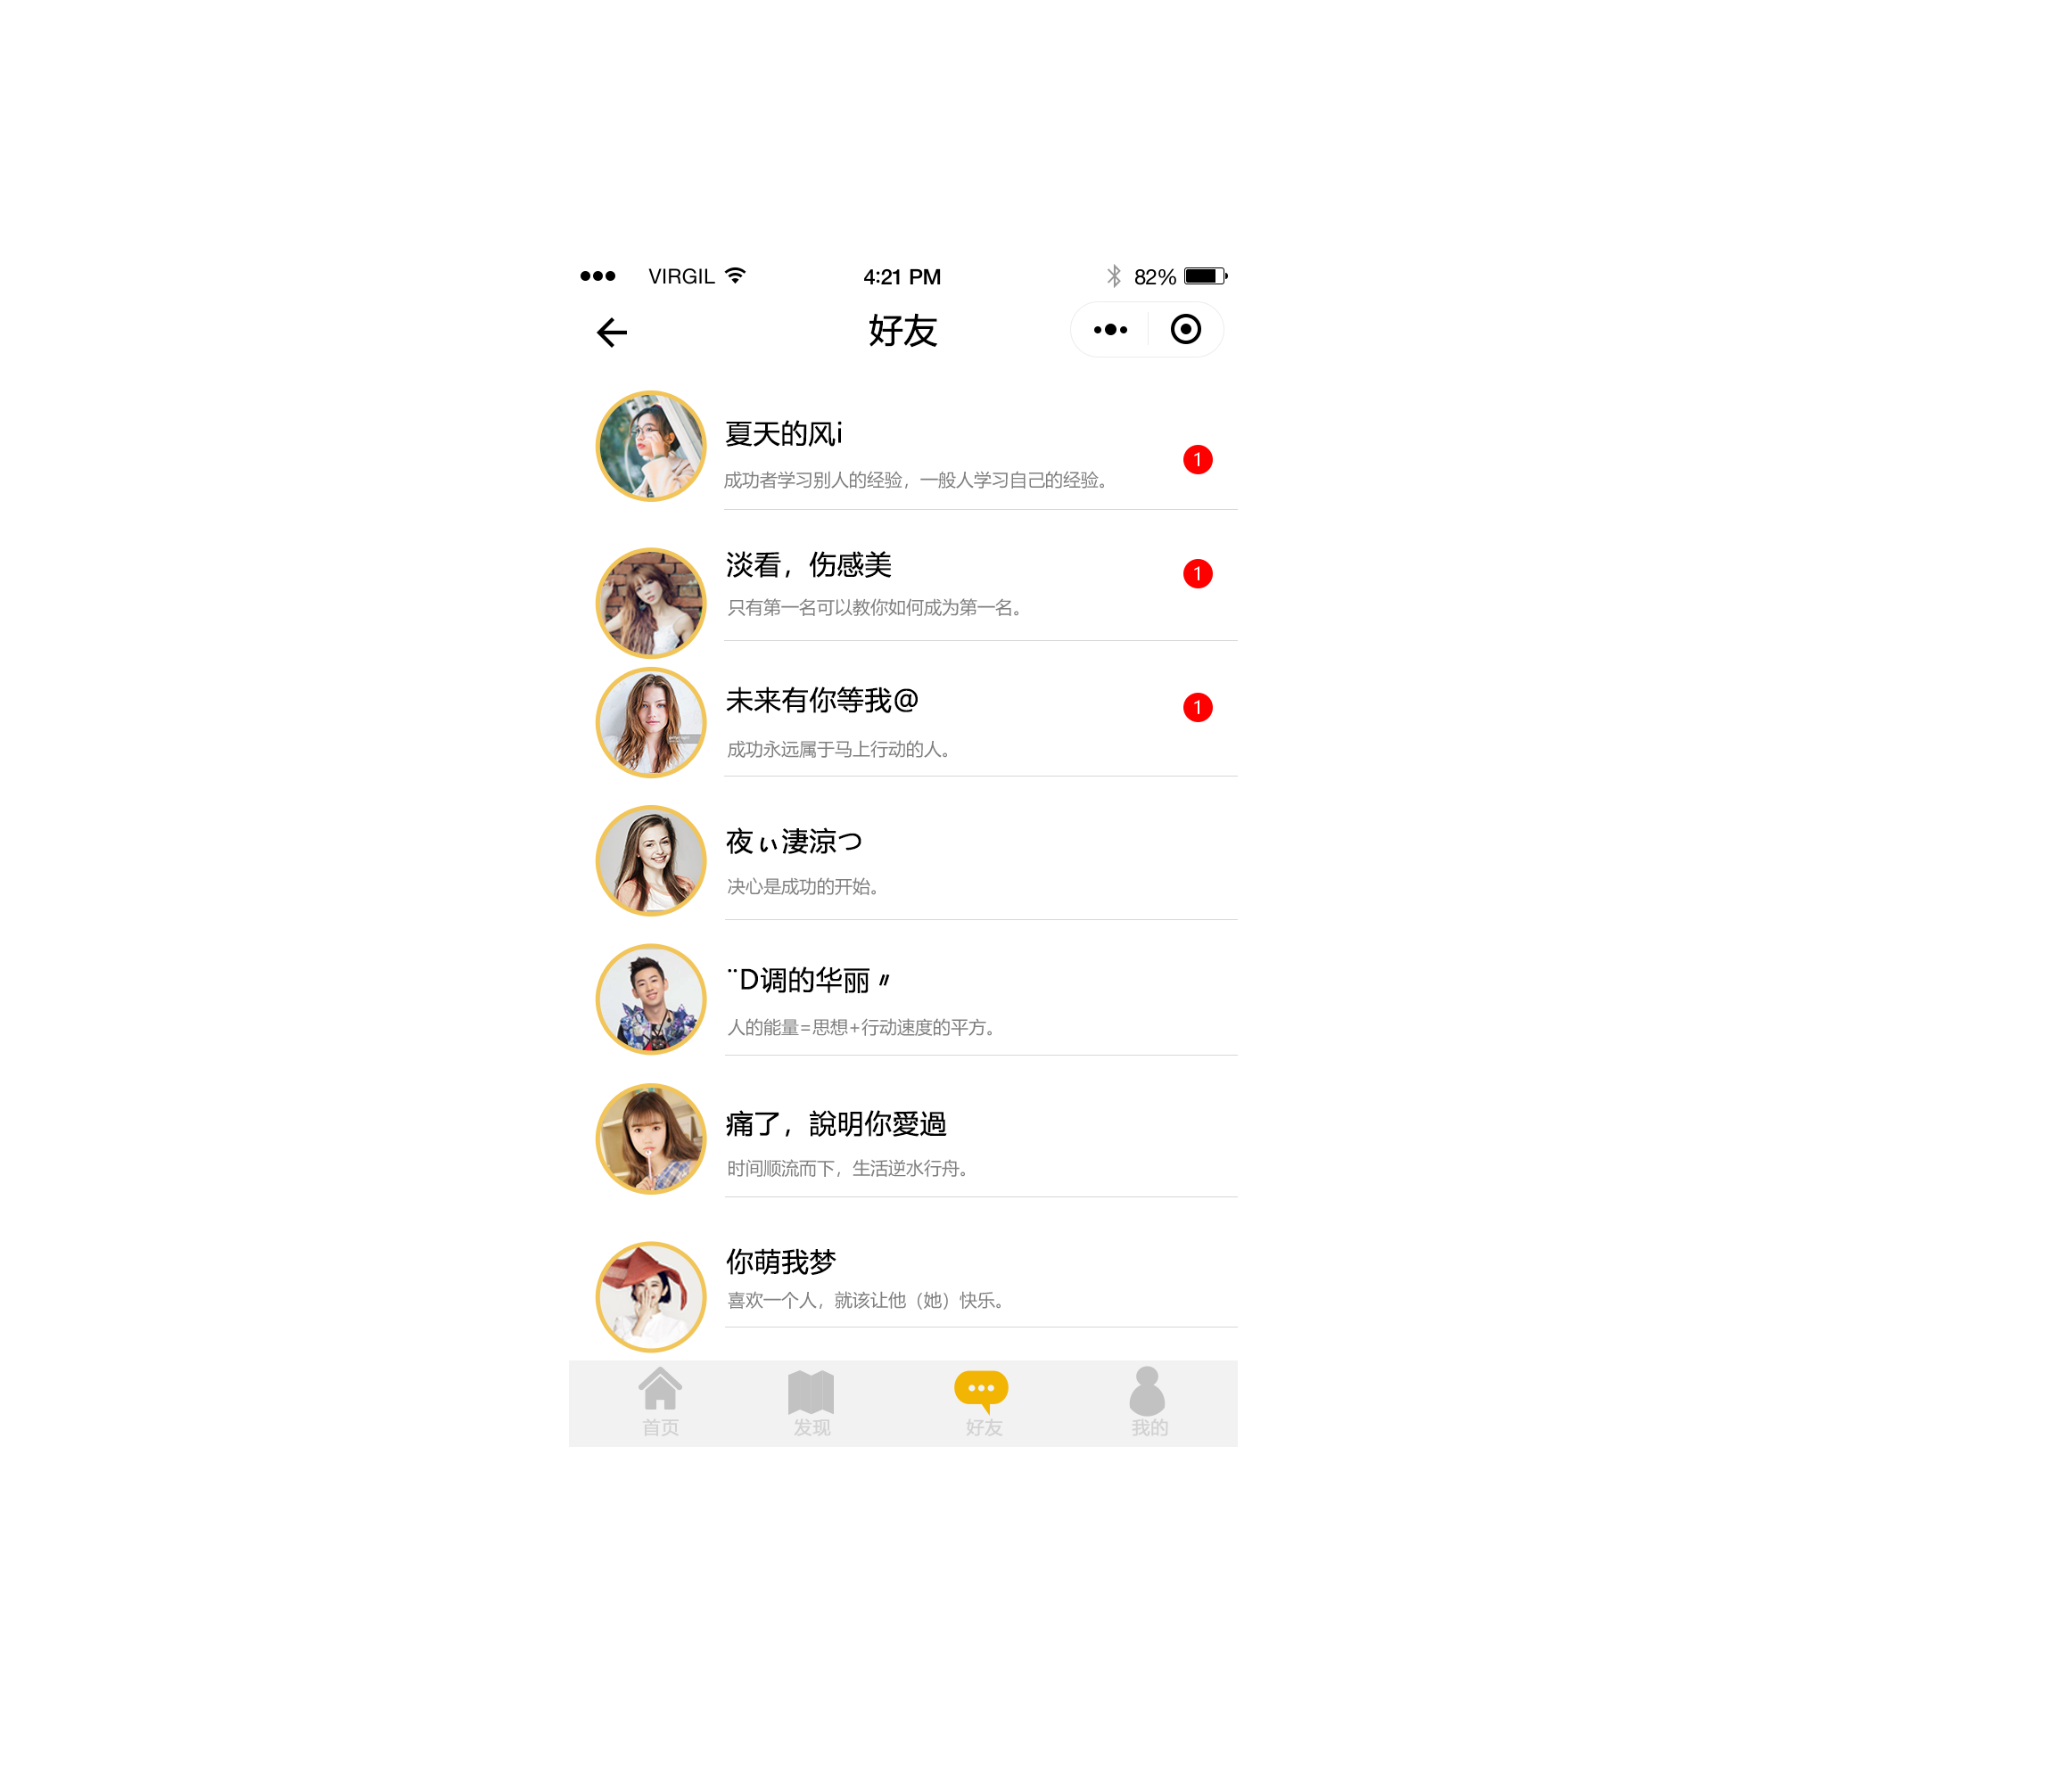 VIRGIL 4:21 PM 82%
好友
夏天的风i
成功者学习别人的经验，一般人学习自己的经验。
1
淡看，伤感美
1
只有第一名可以教你如何成为第一名。
未来有你等我@
1
成功永远属于马上行动的人。
夜ぃ淒涼つ
决心是成功的开始。
¨D调的华丽〃
人的能量=思想+行动速度的平方。
痛了，說明你愛過
时间顺流而下，生活逆水行舟。
你萌我梦
喜欢一个人，就该让他（她）快乐。
首页 发现 好友 我的